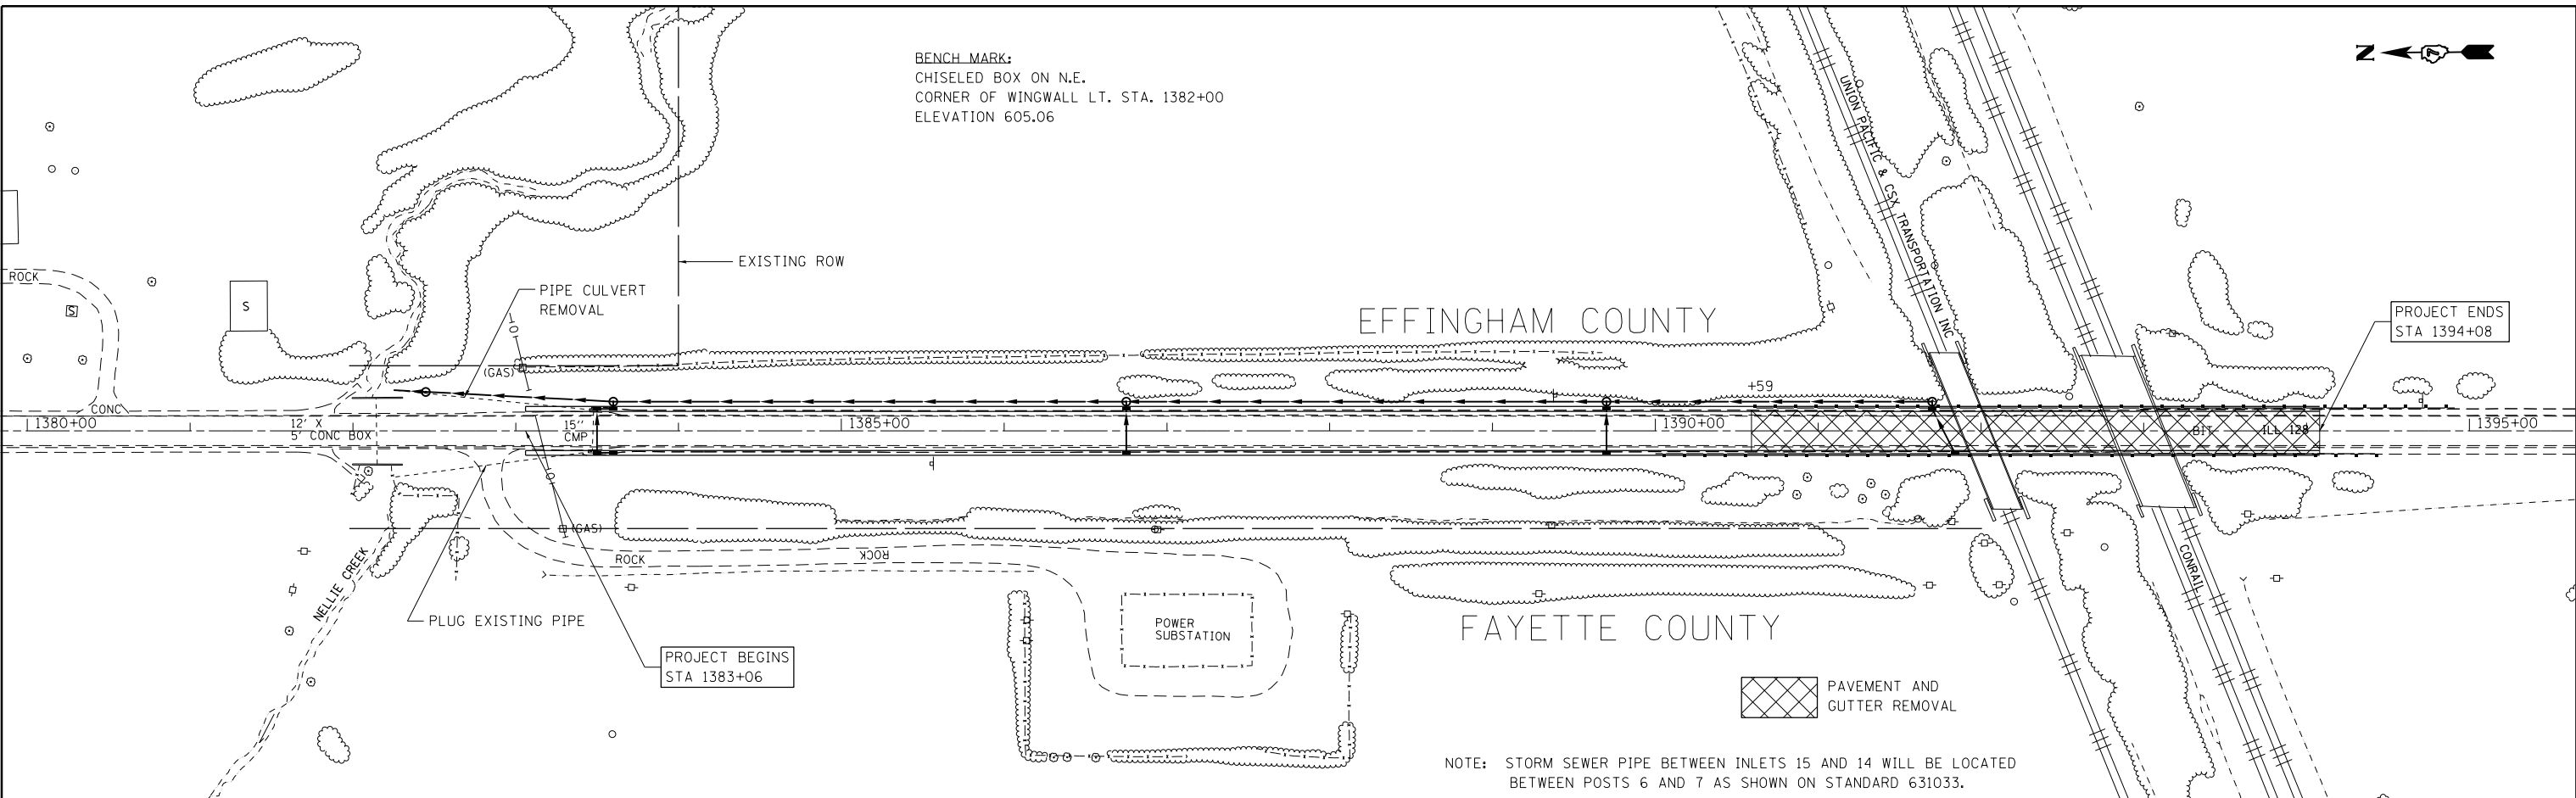 BENCH MARK:
CHISELED BOX ON N.E.
CORNER OF WINGWALL LT. STA. 1382+00
ELEVATION 605.06
N
UNION PACIFIC & CSX TRANSPORTATION INC
EXISTING ROW
ROCK
S
S
PIPE CULVERT
REMOVAL
EFFINGHAM COUNTY
PROJECT ENDS
STA 1394+08
(GAS)
+59
CONC
1380+00
12' X
5' CONC BOX
15"
CMP
1385+00
1390+00
BIT
ILL 128
1395+00
(GAS)
ROCK
ROCK
NELLIE CREEK
CONRAIL
PLUG EXISTING PIPE
POWER
SUBSTATION
FAYETTE COUNTY
PROJECT BEGINS
STA 1383+06
PAVEMENT AND
GUTTER REMOVAL
NOTE: STORM SEWER PIPE BETWEEN INLETS 15 AND 14 WILL BE LOCATED
BETWEEN POSTS 6 AND 7 AS SHOWN ON STANDARD 631033.